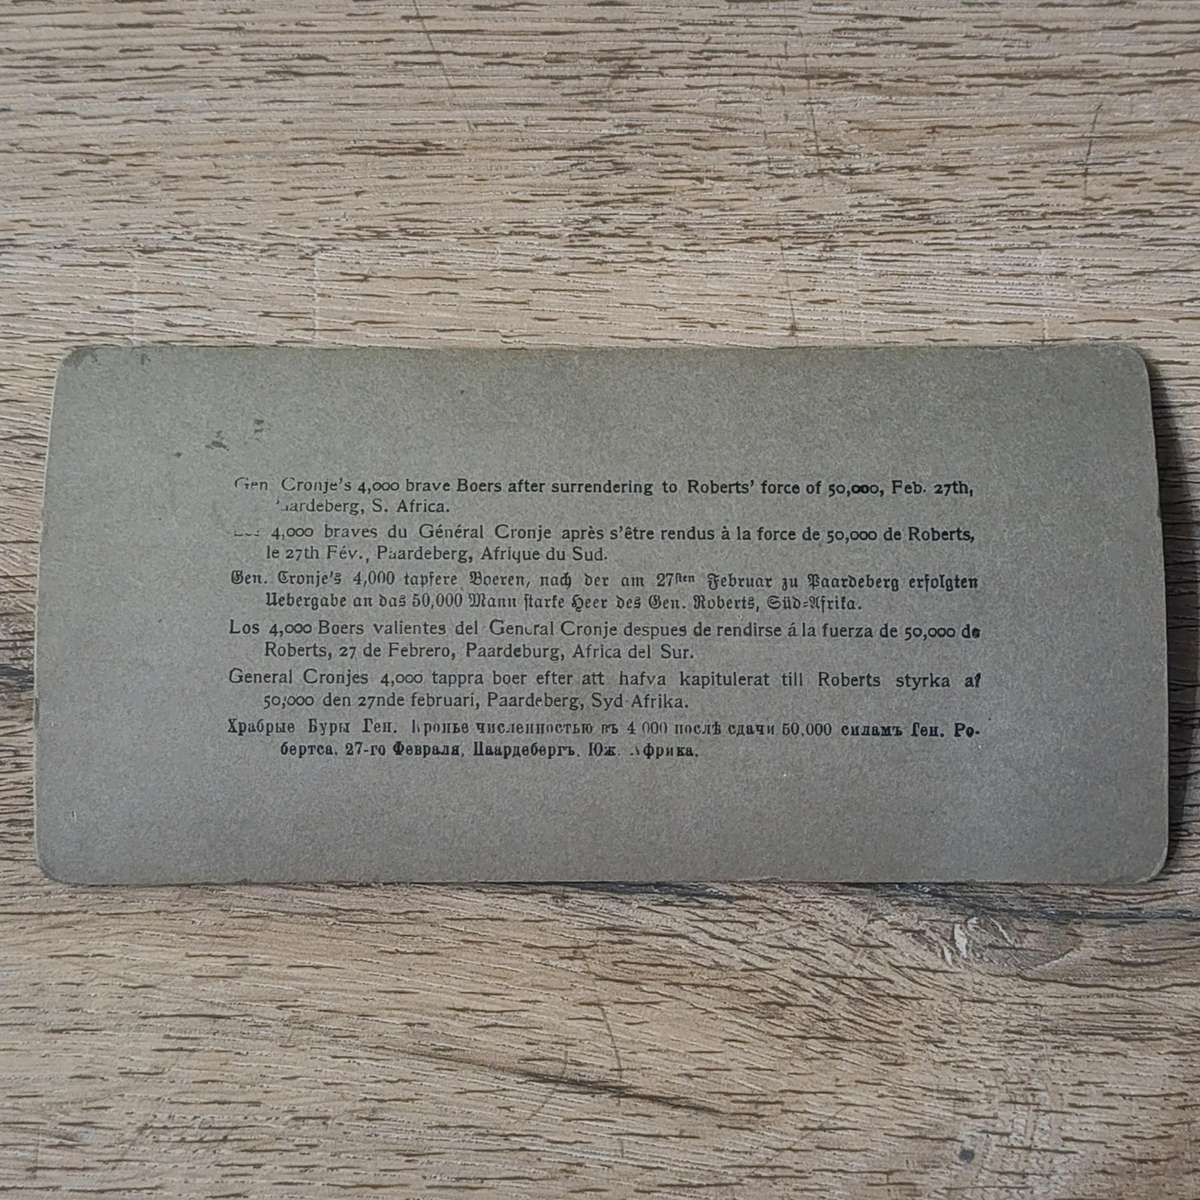 Gen Cronje's 4,000 brave Boers after surrendering to Roberts' force of 50,000, Feb. 27th,
Paardeberg, S. Africa.
4,000 braves du Général Cronje après s'être rendus à la force de 50,000 de Roberts,
le 27th Fév., Paardeberg, Afrique du Sud.
Gen. Cronje's 4,000 tapfere Boeren, nach der am 27sten Februar zu Paardeberg erfolgten
Uebergabe an das 50,000 Mann starke Heer des Gen. Roberts, Süd-Afrika.
Los 4,000 Boers valientes del General Cronje despues de rendirse á la fuerza de 50,000 de
Roberts, 27 de Febrero, Paardeburg, Africa del Sur.
General Cronjes 4,000 tappra boer efter att hafva kapitulerat till Roberts styrka af
50,000 den 27nde februari, Paardeberg, Syd-Afrika.
Храбрые Буры Ген. Кронье численностью въ 4 000 послѣ сдачи 50,000 силамъ Ген. Ро-
бертса, 27-го Февраля, Паардебергъ, Юж. Африка.